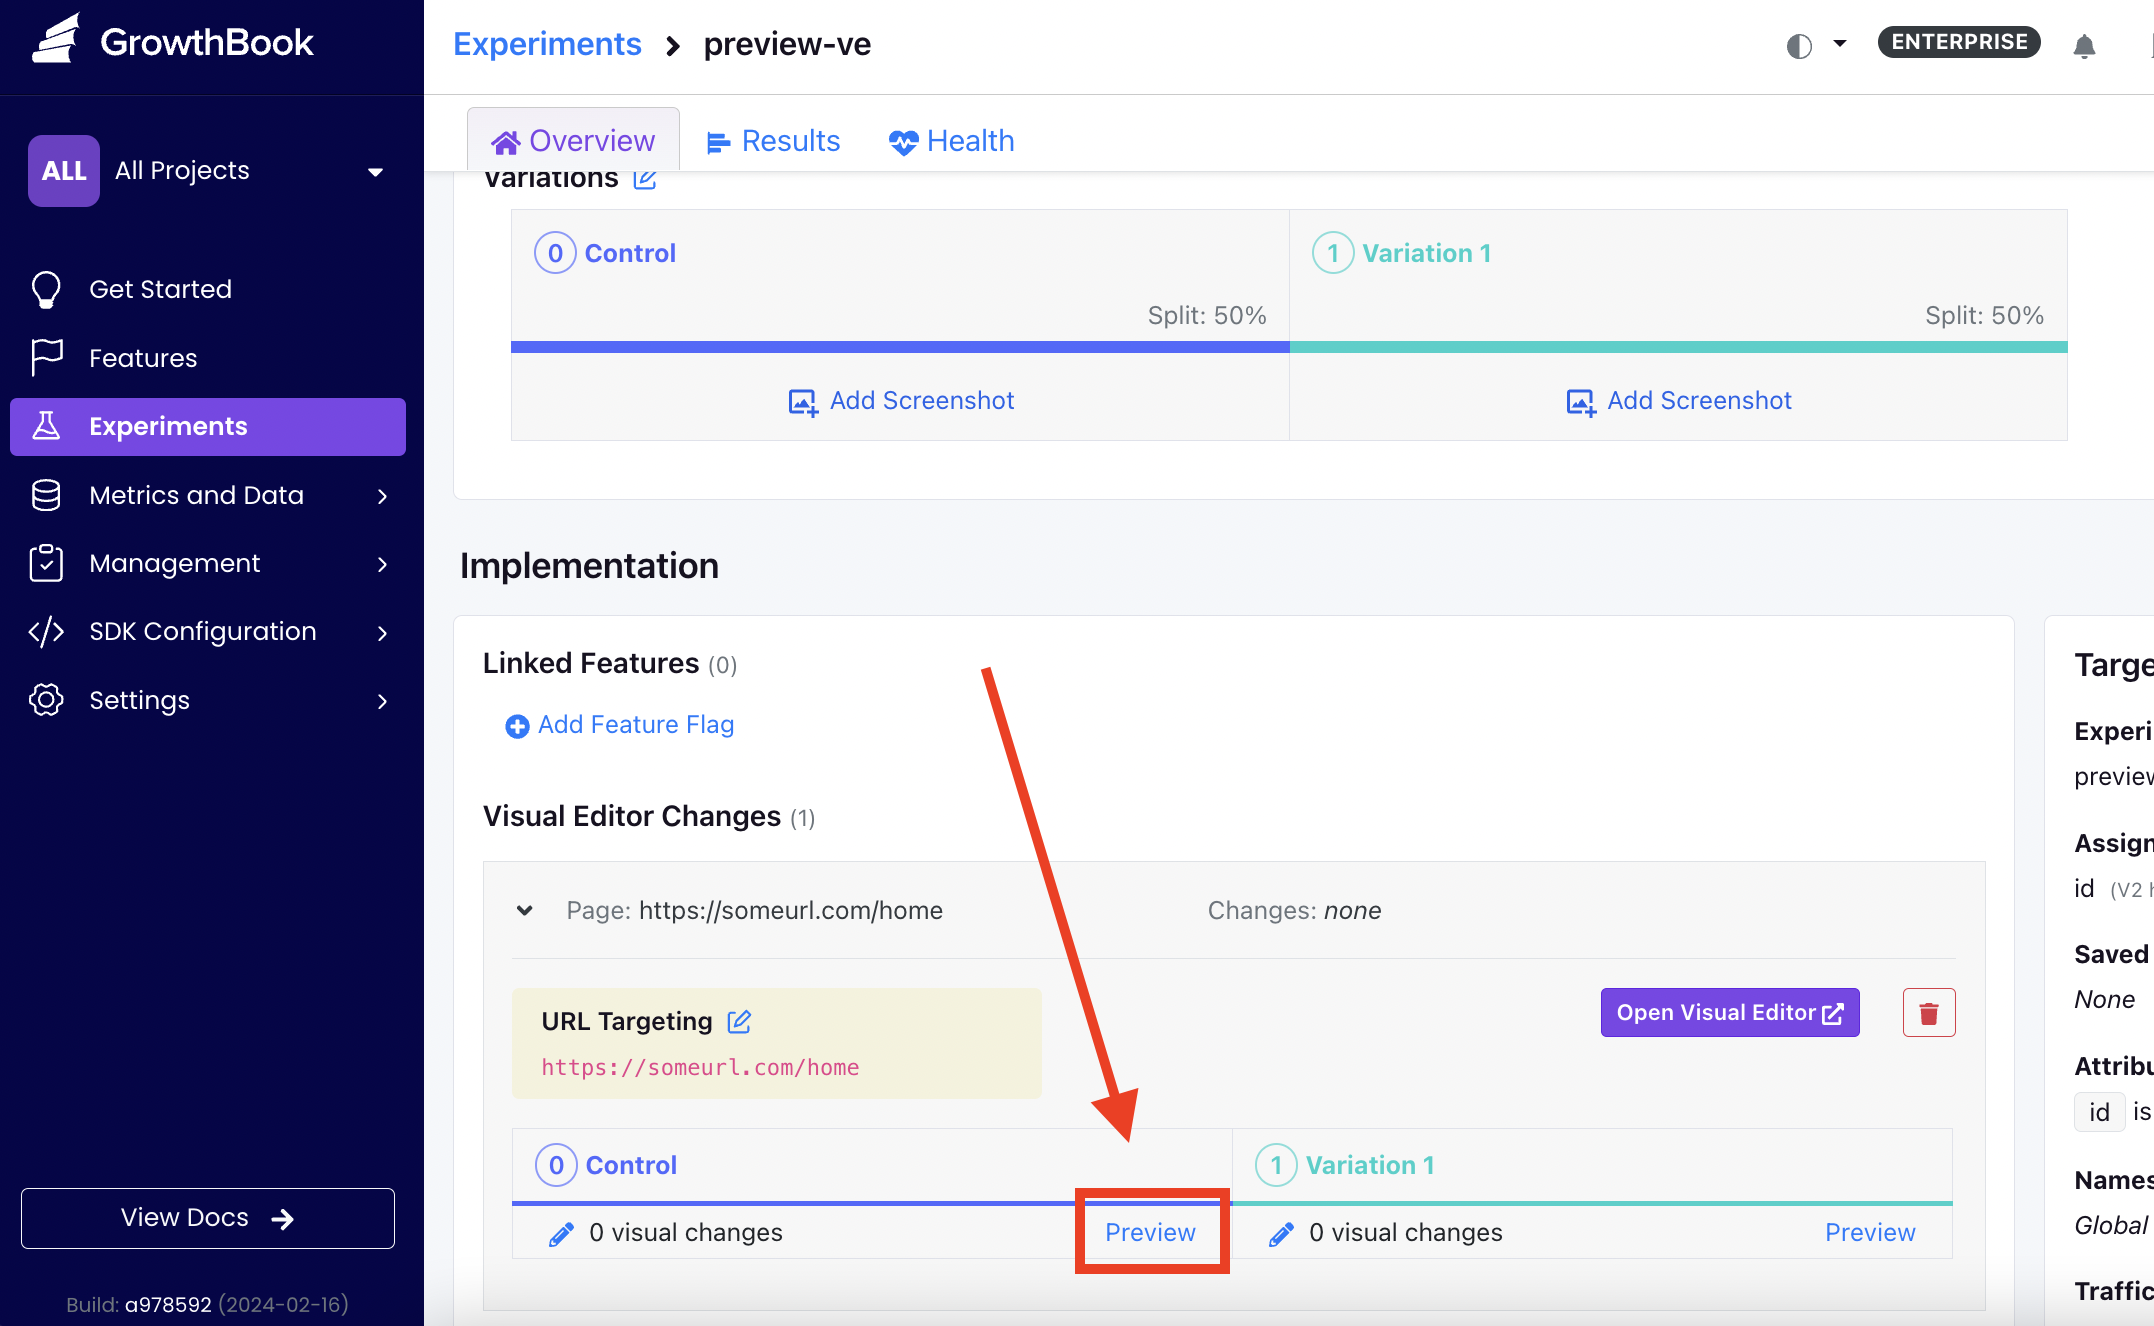 GrowthBook
ALL All Projects
Get Started
Features
Experiments
Metrics and Data
Management
SDK Configuration
Settings
View Docs
Build: a978592 (2024-02-16)
Experiments preview-ve
ENTERPRISE
Overview Results Health
Variations
0 Control
1 Variation 1
Split: 50%
Split: 50%
Add Screenshot
Add Screenshot
Implementation
Linked Features (0)
Add Feature Flag
Visual Editor Changes (1)
Page: https://someurl.com/home
Changes: none
URL Targeting
https://someurl.com/home
Open Visual Editor
0 Control
1 Variation 1
0 visual changes Preview
0 visual changes Preview
Targe
Experi
preview
Assign
id (V2
Saved
None
Attribu
id is
Names
Global
Traffic